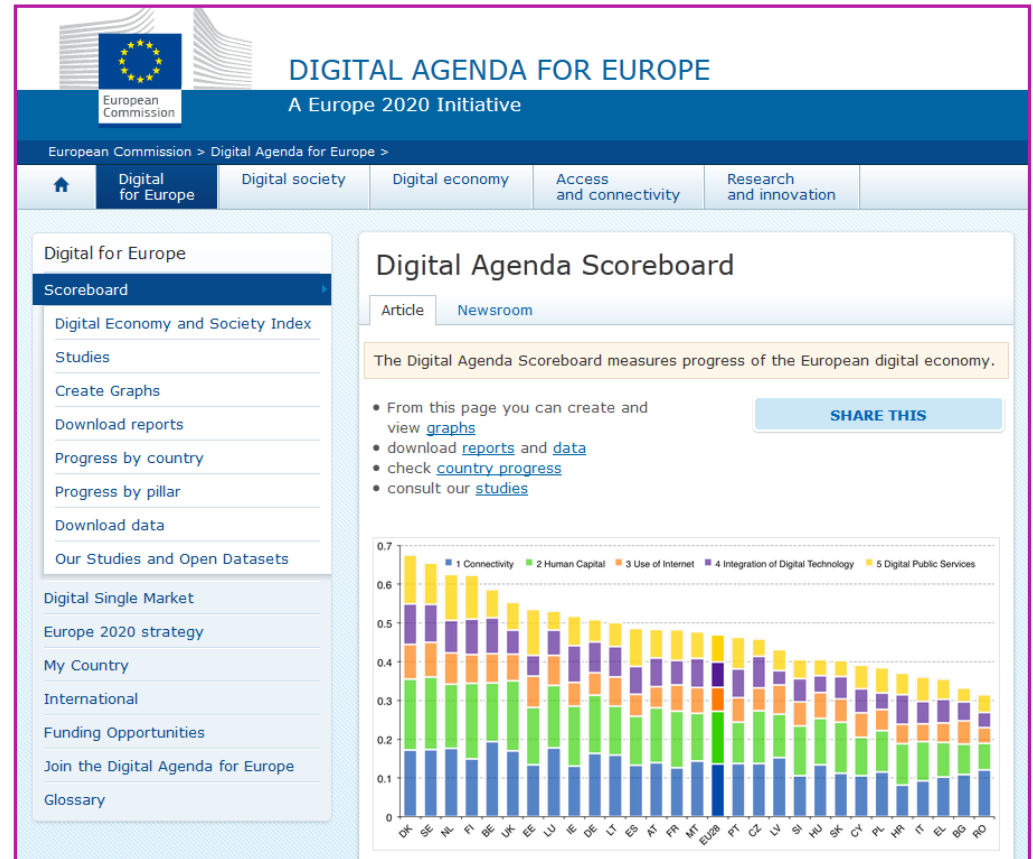 European
Commission
DIGITAL AGENDA FOR EUROPE
A Europe 2020 Initiative
European Commission > Digital Agenda for Europe >
Digital
for Europe
Digital society
Digital economy
Access
and connectivity
Research
and innovation
Digital for Europe
Scoreboard
Digital Economy and Society Index
Studies
Create Graphs
Download reports
Progress by country
Progress by pillar
Download data
Our Studies and Open Datasets
Digital Single Market
Europe 2020 strategy
My Country
International
Funding Opportunities
Join the Digital Agenda for Europe
Glossary
Digital Agenda Scoreboard
Article Newsroom
The Digital Agenda Scoreboard measures progress of the European digital economy.
• From this page you can create and
view graphs
• download reports and data
• check country progress
• consult our studies
SHARE THIS
1 Connectivity 2 Human Capital 3 Use of Internet 4 Integration of Digital Technology 5 Digital Public Services
0.7
0.6
0.5
0.4
0.3
0.2
0.1
0
DK SE NL FI BE UK EE LU IE DE LT ES AT FR MT EU28 PT CZ LV SI HU SK CY PL HR IT EL BG RO